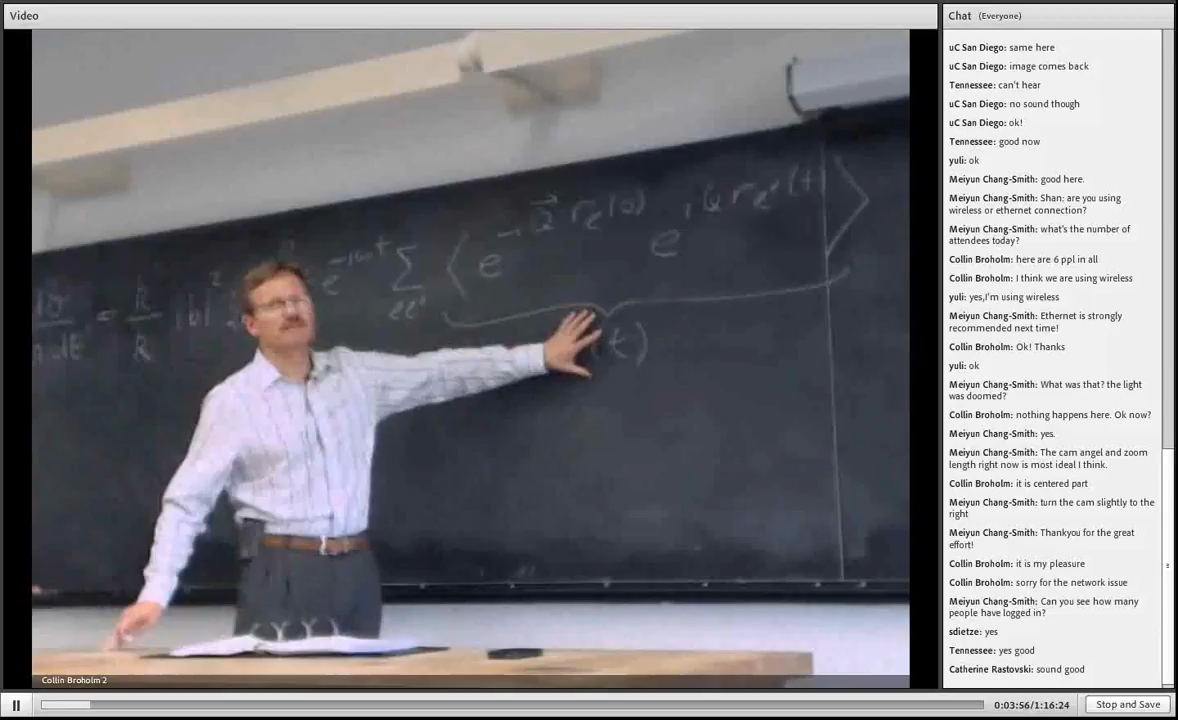 Video
e^{-iωt} Σ ⟨ e^{-i Q⃗ r_ℓ(0)} e^{i Q r_ℓ'(t)} ⟩
ℓℓ'
(t)
Collin Broholm 2
0:03:56/1:16:24
Stop and Save
Chat (Everyone)
uC San Diego: same here
uC San Diego: image comes back
Tennessee: can't hear
uC San Diego: no sound though
uC San Diego: ok!
Tennessee: good now
yuli: ok
Meiyun Chang-Smith: good here.
Meiyun Chang-Smith: Shan: are you using
wireless or ethernet connection?
Meiyun Chang-Smith: what's the number of
attendees today?
Collin Broholm: here are 6 ppl in all
Collin Broholm: I think we are using wireless
yuli: yes,I'm using wireless
Meiyun Chang-Smith: Ethernet is strongly
recommended next time!
Collin Broholm: Ok! Thanks
yuli: ok
Meiyun Chang-Smith: What was that? the light
was doomed?
Collin Broholm: nothing happens here. Ok now?
Meiyun Chang-Smith: yes.
Meiyun Chang-Smith: The cam angel and zoom
length right now is most ideal I think.
Collin Broholm: it is centered part
Meiyun Chang-Smith: turn the cam slightly to the
right
Meiyun Chang-Smith: Thankyou for the great
effort!
Collin Broholm: it is my pleasure
Collin Broholm: sorry for the network issue
Meiyun Chang-Smith: Can you see how many
people have logged in?
sdietze: yes
Tennessee: yes good
Catherine Rastovski: sound good